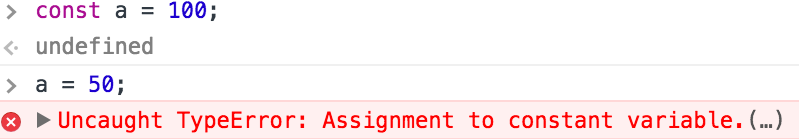 > const a = 100;
<· undefined
> a = 50;
▶Uncaught TypeError: Assignment to constant variable.(…)